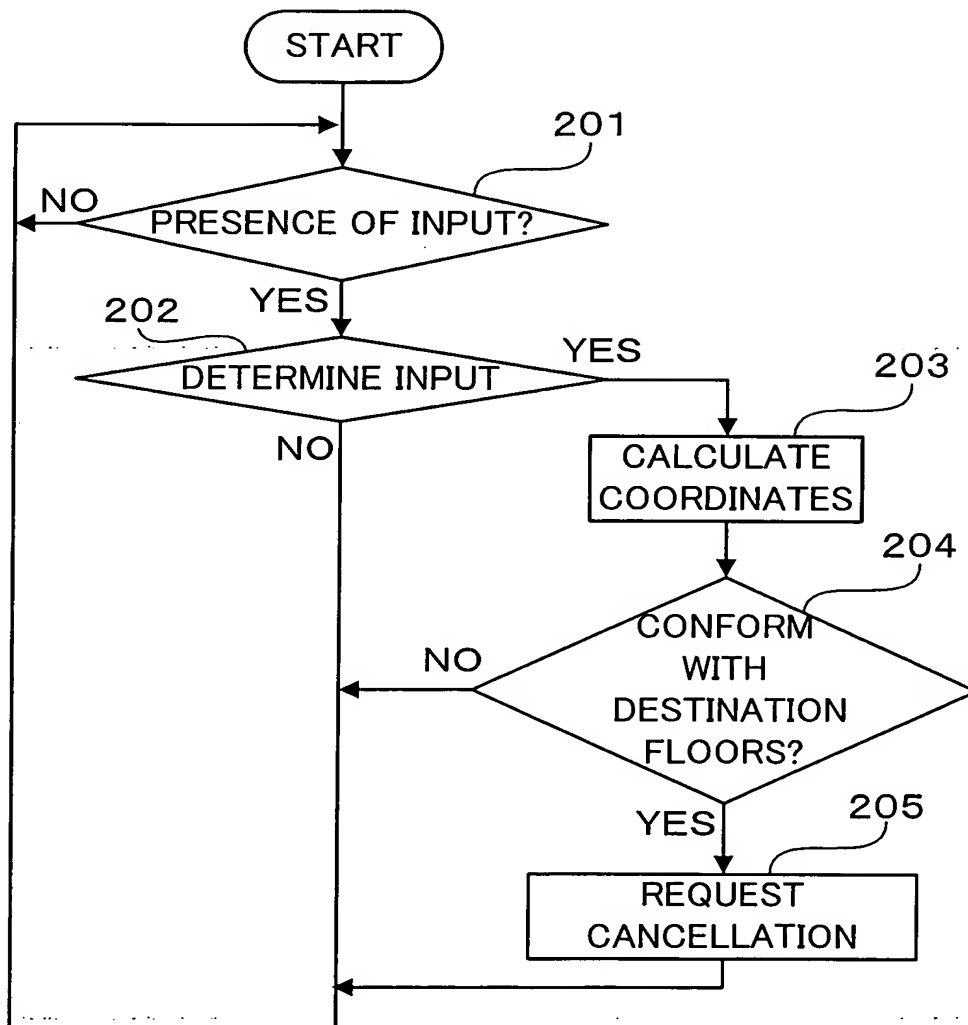 START
201
NO
PRESENCE OF INPUT?
YES
202
YES
DETERMINE INPUT
203
NO
CALCULATE
COORDINATES
204
CONFORM
NO
WITH
DESTINATION
FLOORS?
YES
205
REQUEST
CANCELLATION